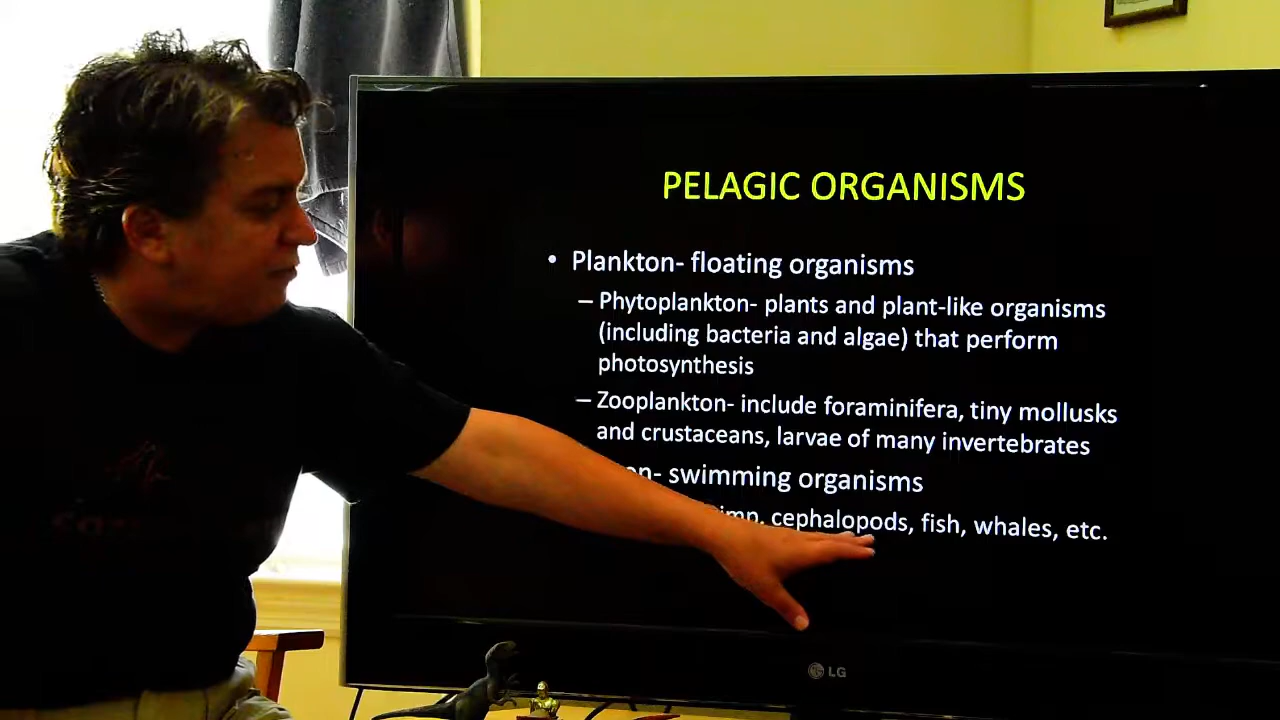 PELAGIC ORGANISMS
• Plankton- floating organisms
– Phytoplankton- plants and plant-like organisms
(including bacteria and algae) that perform
photosynthesis
– Zooplankton- include foraminifera, tiny mollusks
and crustaceans, larvae of many invertebrates
swimming organisms
cephalopods, fish, whales, etc.
LG